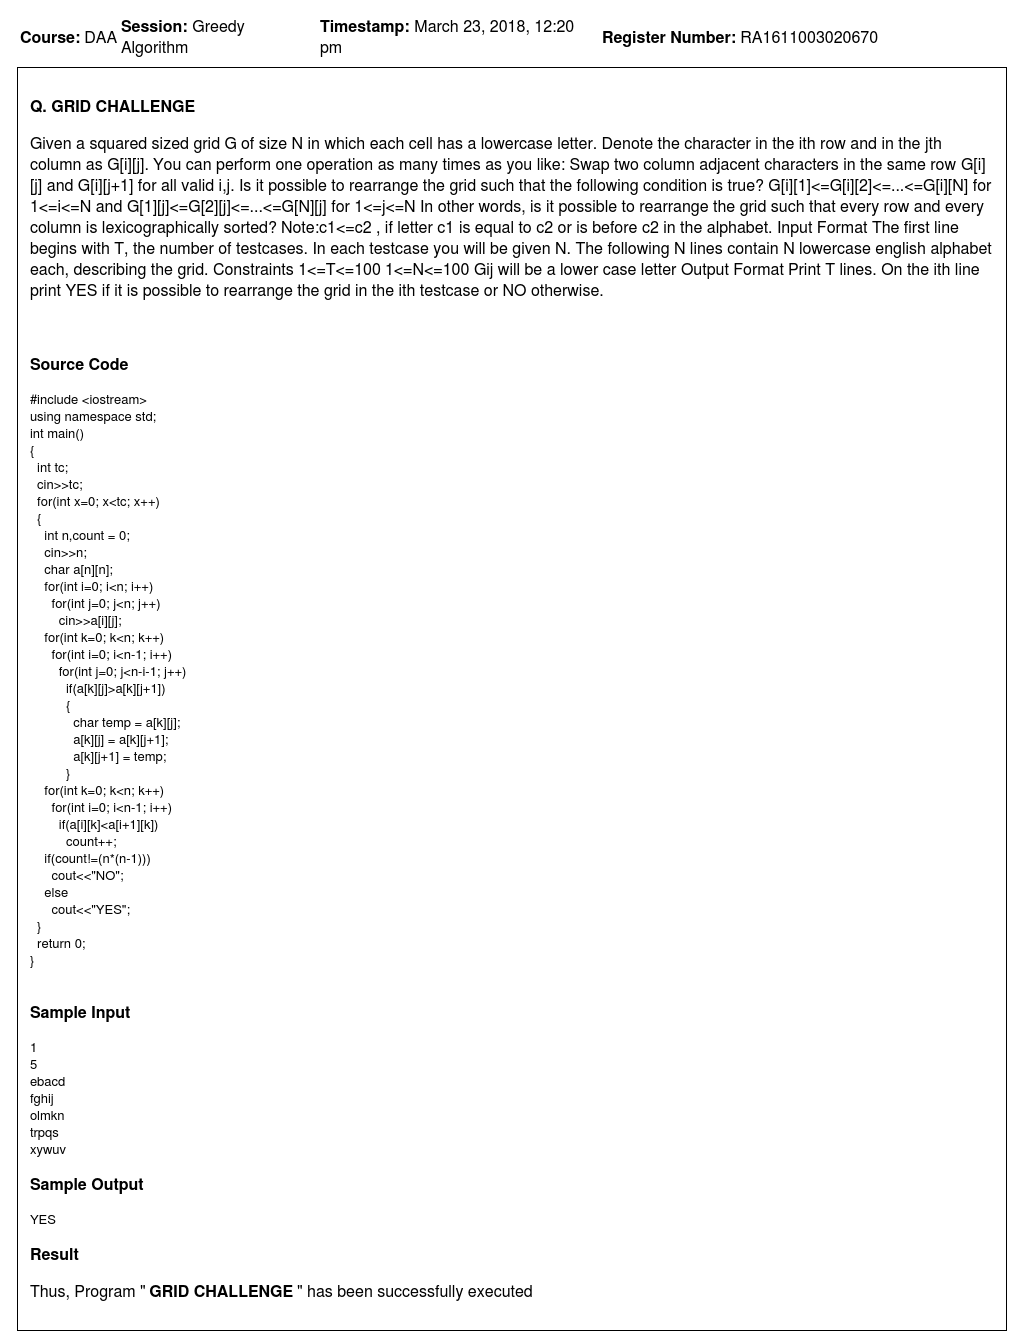 Course: DAA Session: Greedy Algorithm Timestamp: March 23, 2018, 12:20 pm Register Number: RA1611003020670
Q. GRID CHALLENGE
Given a squared sized grid G of size N in which each cell has a lowercase letter. Denote the character in the ith row and in the jth
column as G[i][j]. You can perform one operation as many times as you like: Swap two column adjacent characters in the same row G[i]
[j] and G[i][j+1] for all valid i,j. Is it possible to rearrange the grid such that the following condition is true? G[i][1]<=G[i][2]<=...<=G[i][N] for
1<=i<=N and G[1][j]<=G[2][j]<=...<=G[N][j] for 1<=j<=N In other words, is it possible to rearrange the grid such that every row and every
column is lexicographically sorted? Note:c1<=c2 , if letter c1 is equal to c2 or is before c2 in the alphabet. Input Format The first line
begins with T, the number of testcases. In each testcase you will be given N. The following N lines contain N lowercase english alphabet
each, describing the grid. Constraints 1<=T<=100 1<=N<=100 Gij will be a lower case letter Output Format Print T lines. On the ith line
print YES if it is possible to rearrange the grid in the ith testcase or NO otherwise.
Source Code
#include <iostream>
using namespace std;
int main()
{
  int tc;
  cin>>tc;
  for(int x=0; x<tc; x++)
  {
    int n,count = 0;
    cin>>n;
    char a[n][n];
    for(int i=0; i<n; i++)
      for(int j=0; j<n; j++)
        cin>>a[i][j];
    for(int k=0; k<n; k++)
      for(int i=0; i<n-1; i++)
        for(int j=0; j<n-i-1; j++)
          if(a[k][j]>a[k][j+1])
          {
            char temp = a[k][j];
            a[k][j] = a[k][j+1];
            a[k][j+1] = temp;
          }
    for(int k=0; k<n; k++)
      for(int i=0; i<n-1; i++)
        if(a[i][k]<a[i+1][k])
          count++;
    if(count!=(n*(n-1)))
      cout<<"NO";
    else
      cout<<"YES";
  }
  return 0;
}
Sample Input
1
5
ebacd
fghij
olmkn
trpqs
xywuv
Sample Output
YES
Result
Thus, Program " GRID CHALLENGE " has been successfully executed